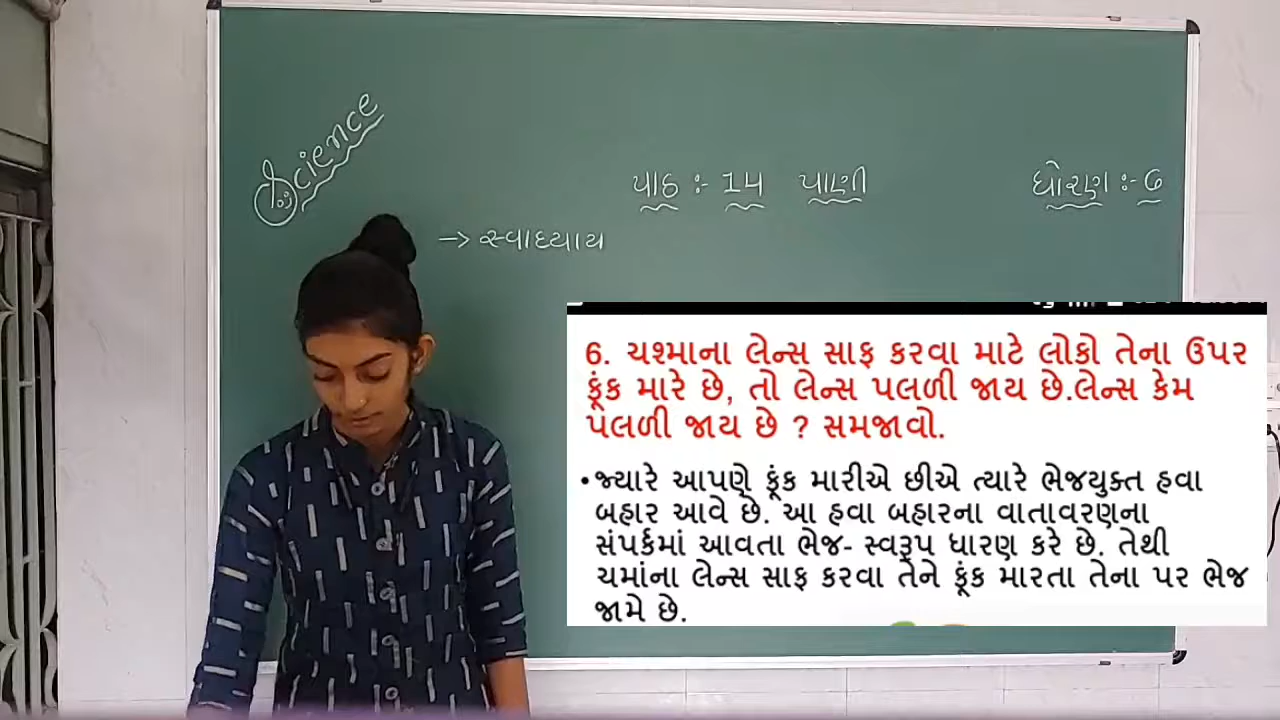 Science
પાઠ :- 14 પાણી
ધોરણ :- 6
→ સ્વાધ્યાય
6. ચશ્માના લેન્સ સાફ કરવા માટે લોકો તેના ઉપર
ફૂંક મારે છે, તો લેન્સ પલળી જાય છે.લેન્સ કેમ
પલળી જાય છે ? સમજાવો.
•જ્યારે આપણે ફૂંક મારીએ છીએ ત્યારે ભેજયુક્ત હવા
બહાર આવે છે. આ હવા બહારના વાતાવરણના
સંપર્કમાં આવતા ભેજ- સ્વરૂપ ધારણ કરે છે. તેથી
ચમાંના લેન્સ સાફ કરવા તેને ફૂંક મારતા તેના પર ભેજ
જામે છે.